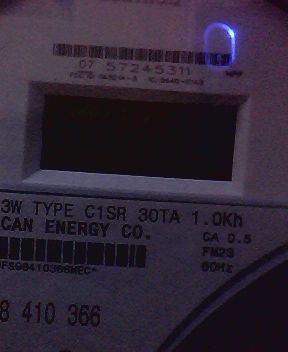 07 57245311
3W TYPE C1SR 30TA 1.0Kh
CAN ENERGY CO.
CA 0.5
FM2S
60Hz
FS98410366MEC*
8 410 366